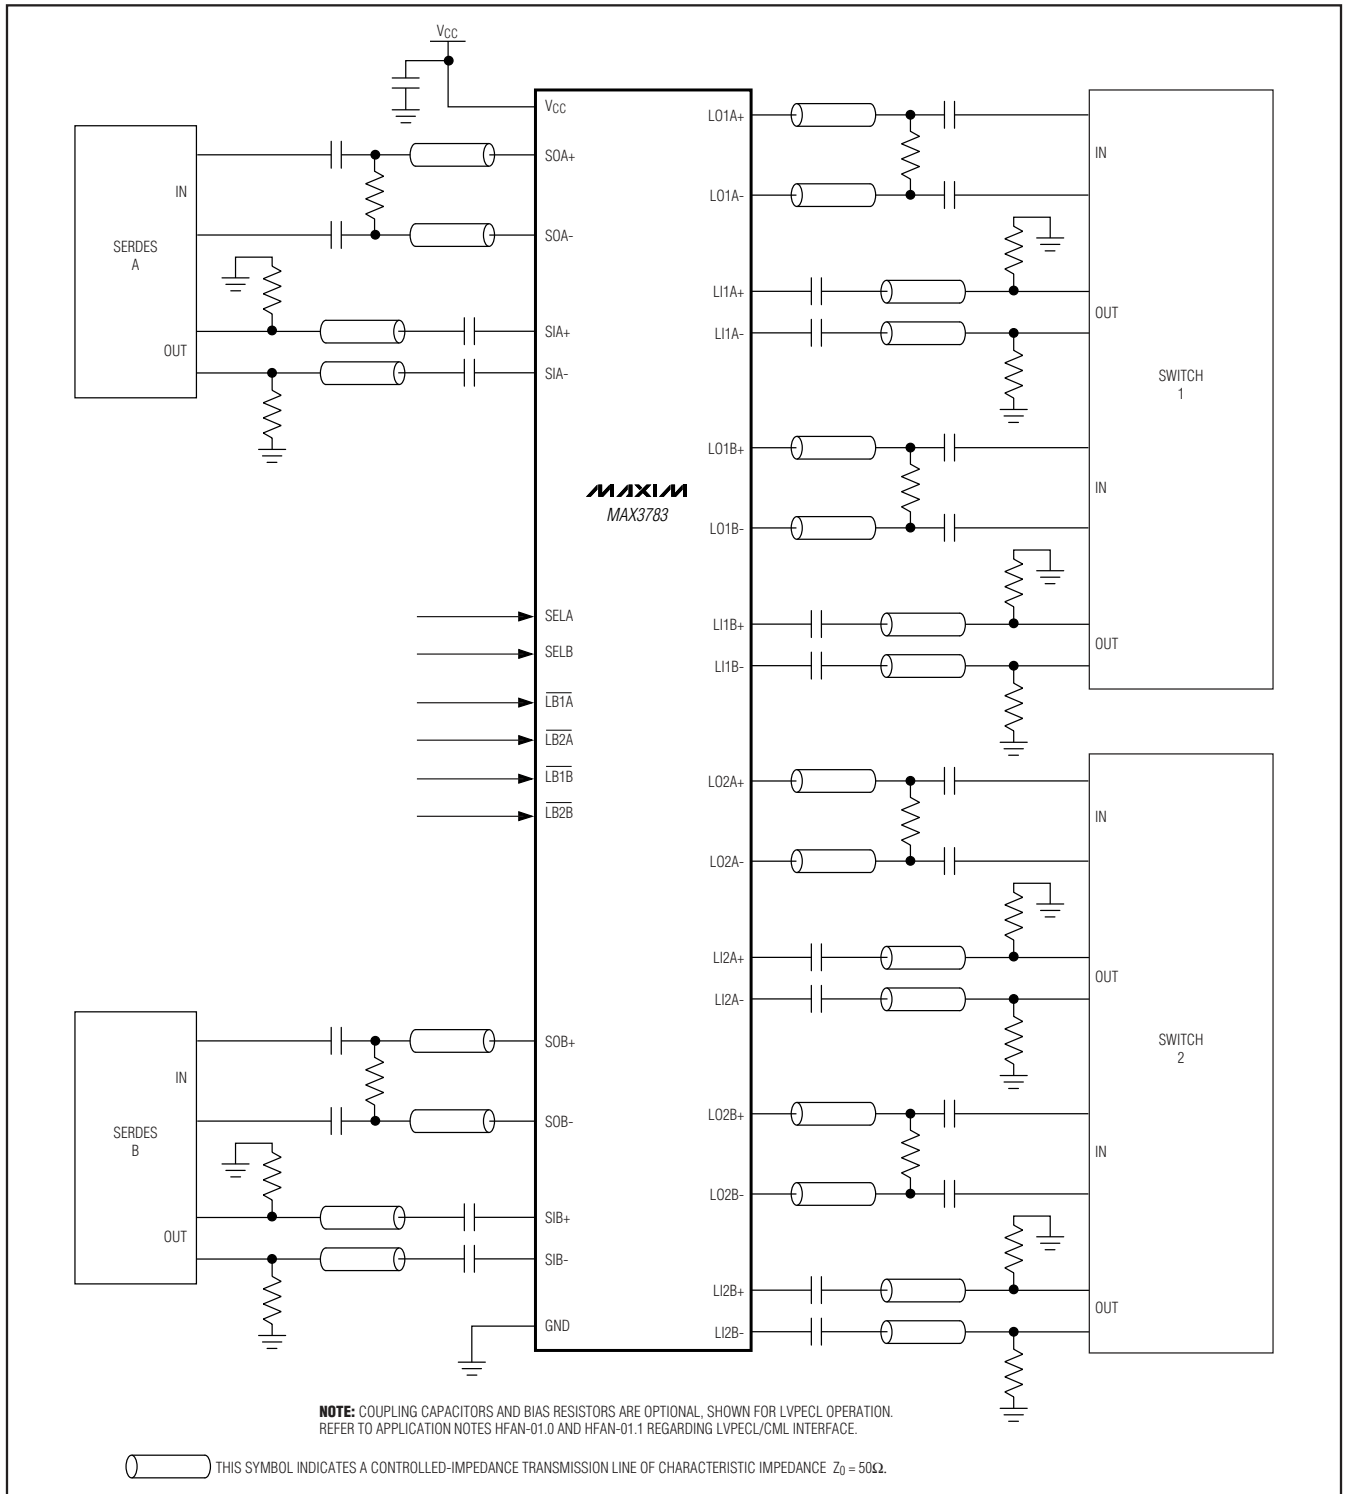 VCC
VCC
SOA+
IN
SOA-
SERDES
A
SIA+
OUT
SIA-
MAXIM
MAX3783
SELA
SELB
LB1A
LB2A
LB1B
LB2B
SOB+
IN
SOB-
SERDES
B
SIB+
OUT
SIB-
GND
LO1A+
IN
LO1A-
LI1A+
OUT
LI1A-
SWITCH
1
LO1B+
IN
LO1B-
LI1B+
OUT
LI1B-
LO2A+
IN
LO2A-
LI2A+
OUT
LI2A-
SWITCH
2
LO2B+
IN
LO2B-
LI2B+
OUT
LI2B-
NOTE: COUPLING CAPACITORS AND BIAS RESISTORS ARE OPTIONAL, SHOWN FOR LVPECL OPERATION.
REFER TO APPLICATION NOTES HFAN-01.0 AND HFAN-01.1 REGARDING LVPECL/CML INTERFACE.
THIS SYMBOL INDICATES A CONTROLLED-IMPEDANCE TRANSMISSION LINE OF CHARACTERISTIC IMPEDANCE Z0 = 50Ω.